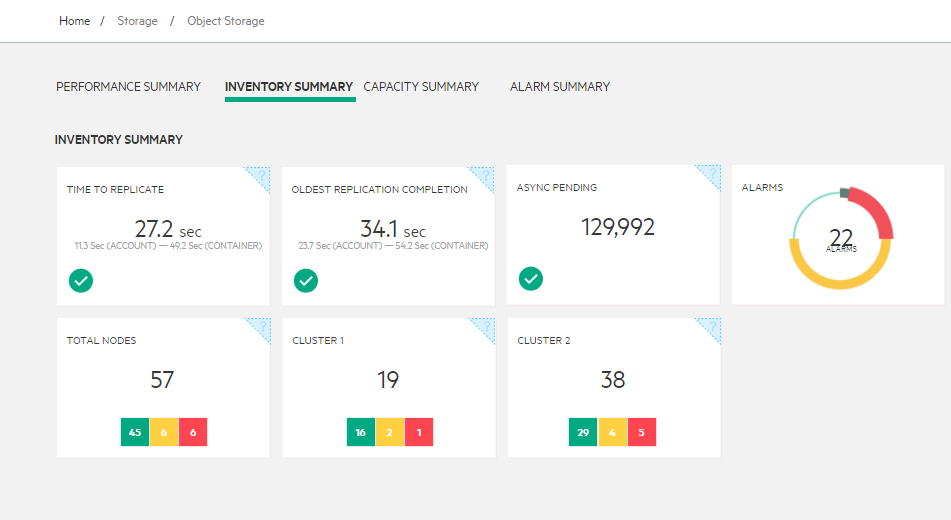 Home / Storage / Object Storage
PERFORMANCE SUMMARY
INVENTORY SUMMARY
CAPACITY SUMMARY
ALARM SUMMARY
INVENTORY SUMMARY
?
TIME TO REPLICATE
27.2 sec
11.3 Sec (ACCOUNT) — 49.2 Sec (CONTAINER)
?
OLDEST REPLICATION COMPLETION
34.1 sec
23.7 Sec (ACCOUNT) — 54.2 Sec (CONTAINER)
?
ASYNC PENDING
129,992
ALARMS
22
ALARMS
?
TOTAL NODES
57
45 6 6
?
CLUSTER 1
19
16 2 1
?
CLUSTER 2
38
29 4 5